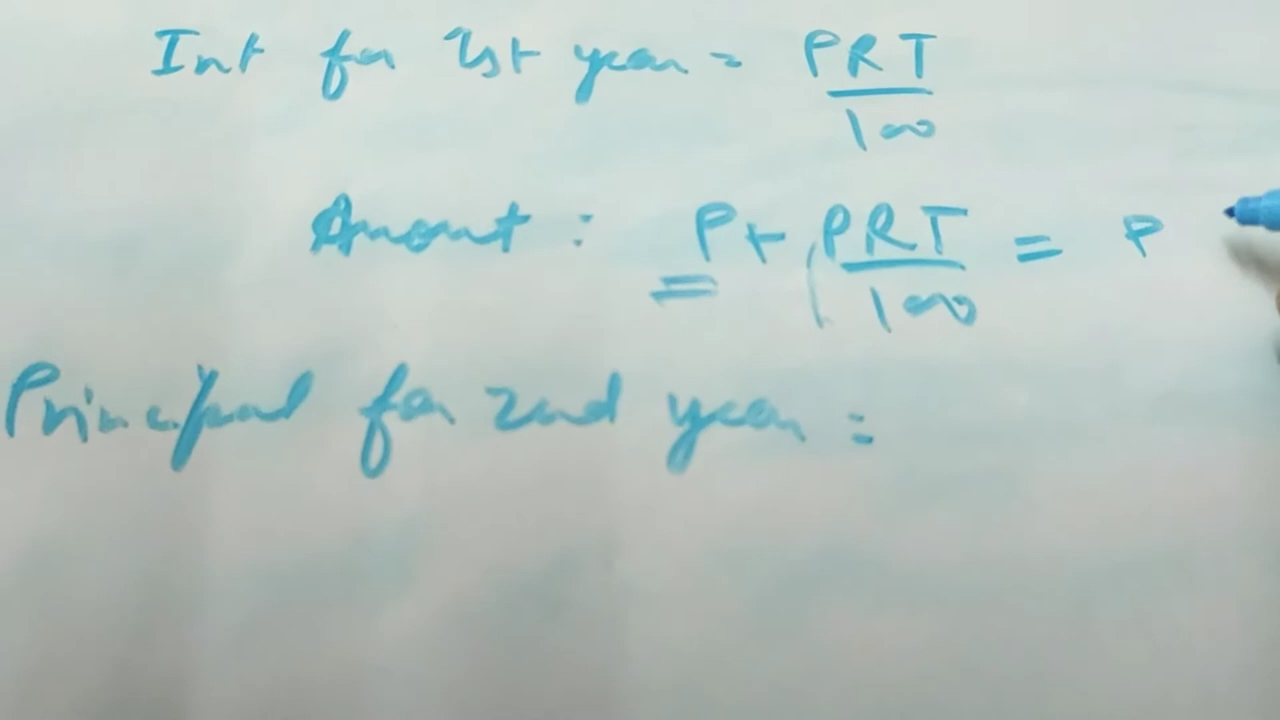 Int for 1st year = PRT/100
Amount : P + PRT/100 = P
Principal for 2nd year :